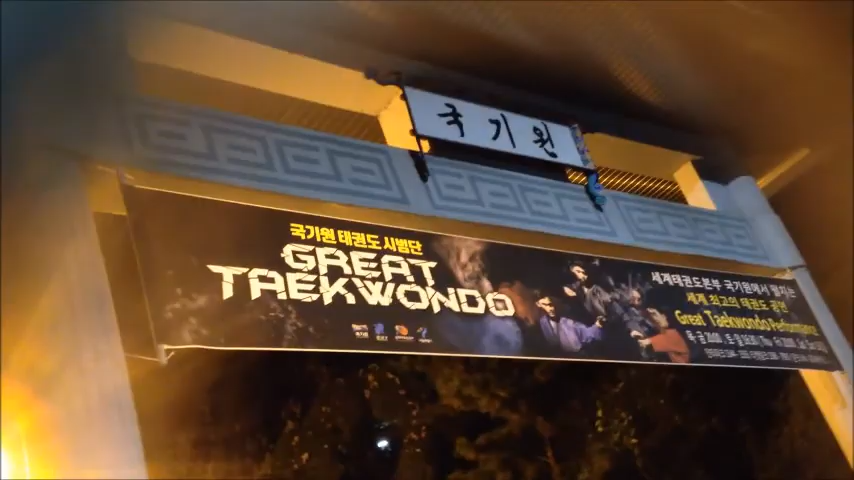 국기원
국기원 태권도 시범단
GREAT
TAEKWONDO
세계태권도본부 국기원에서 펼치는
세계 최고의 태권도 공연
Great Taekwondo Performance